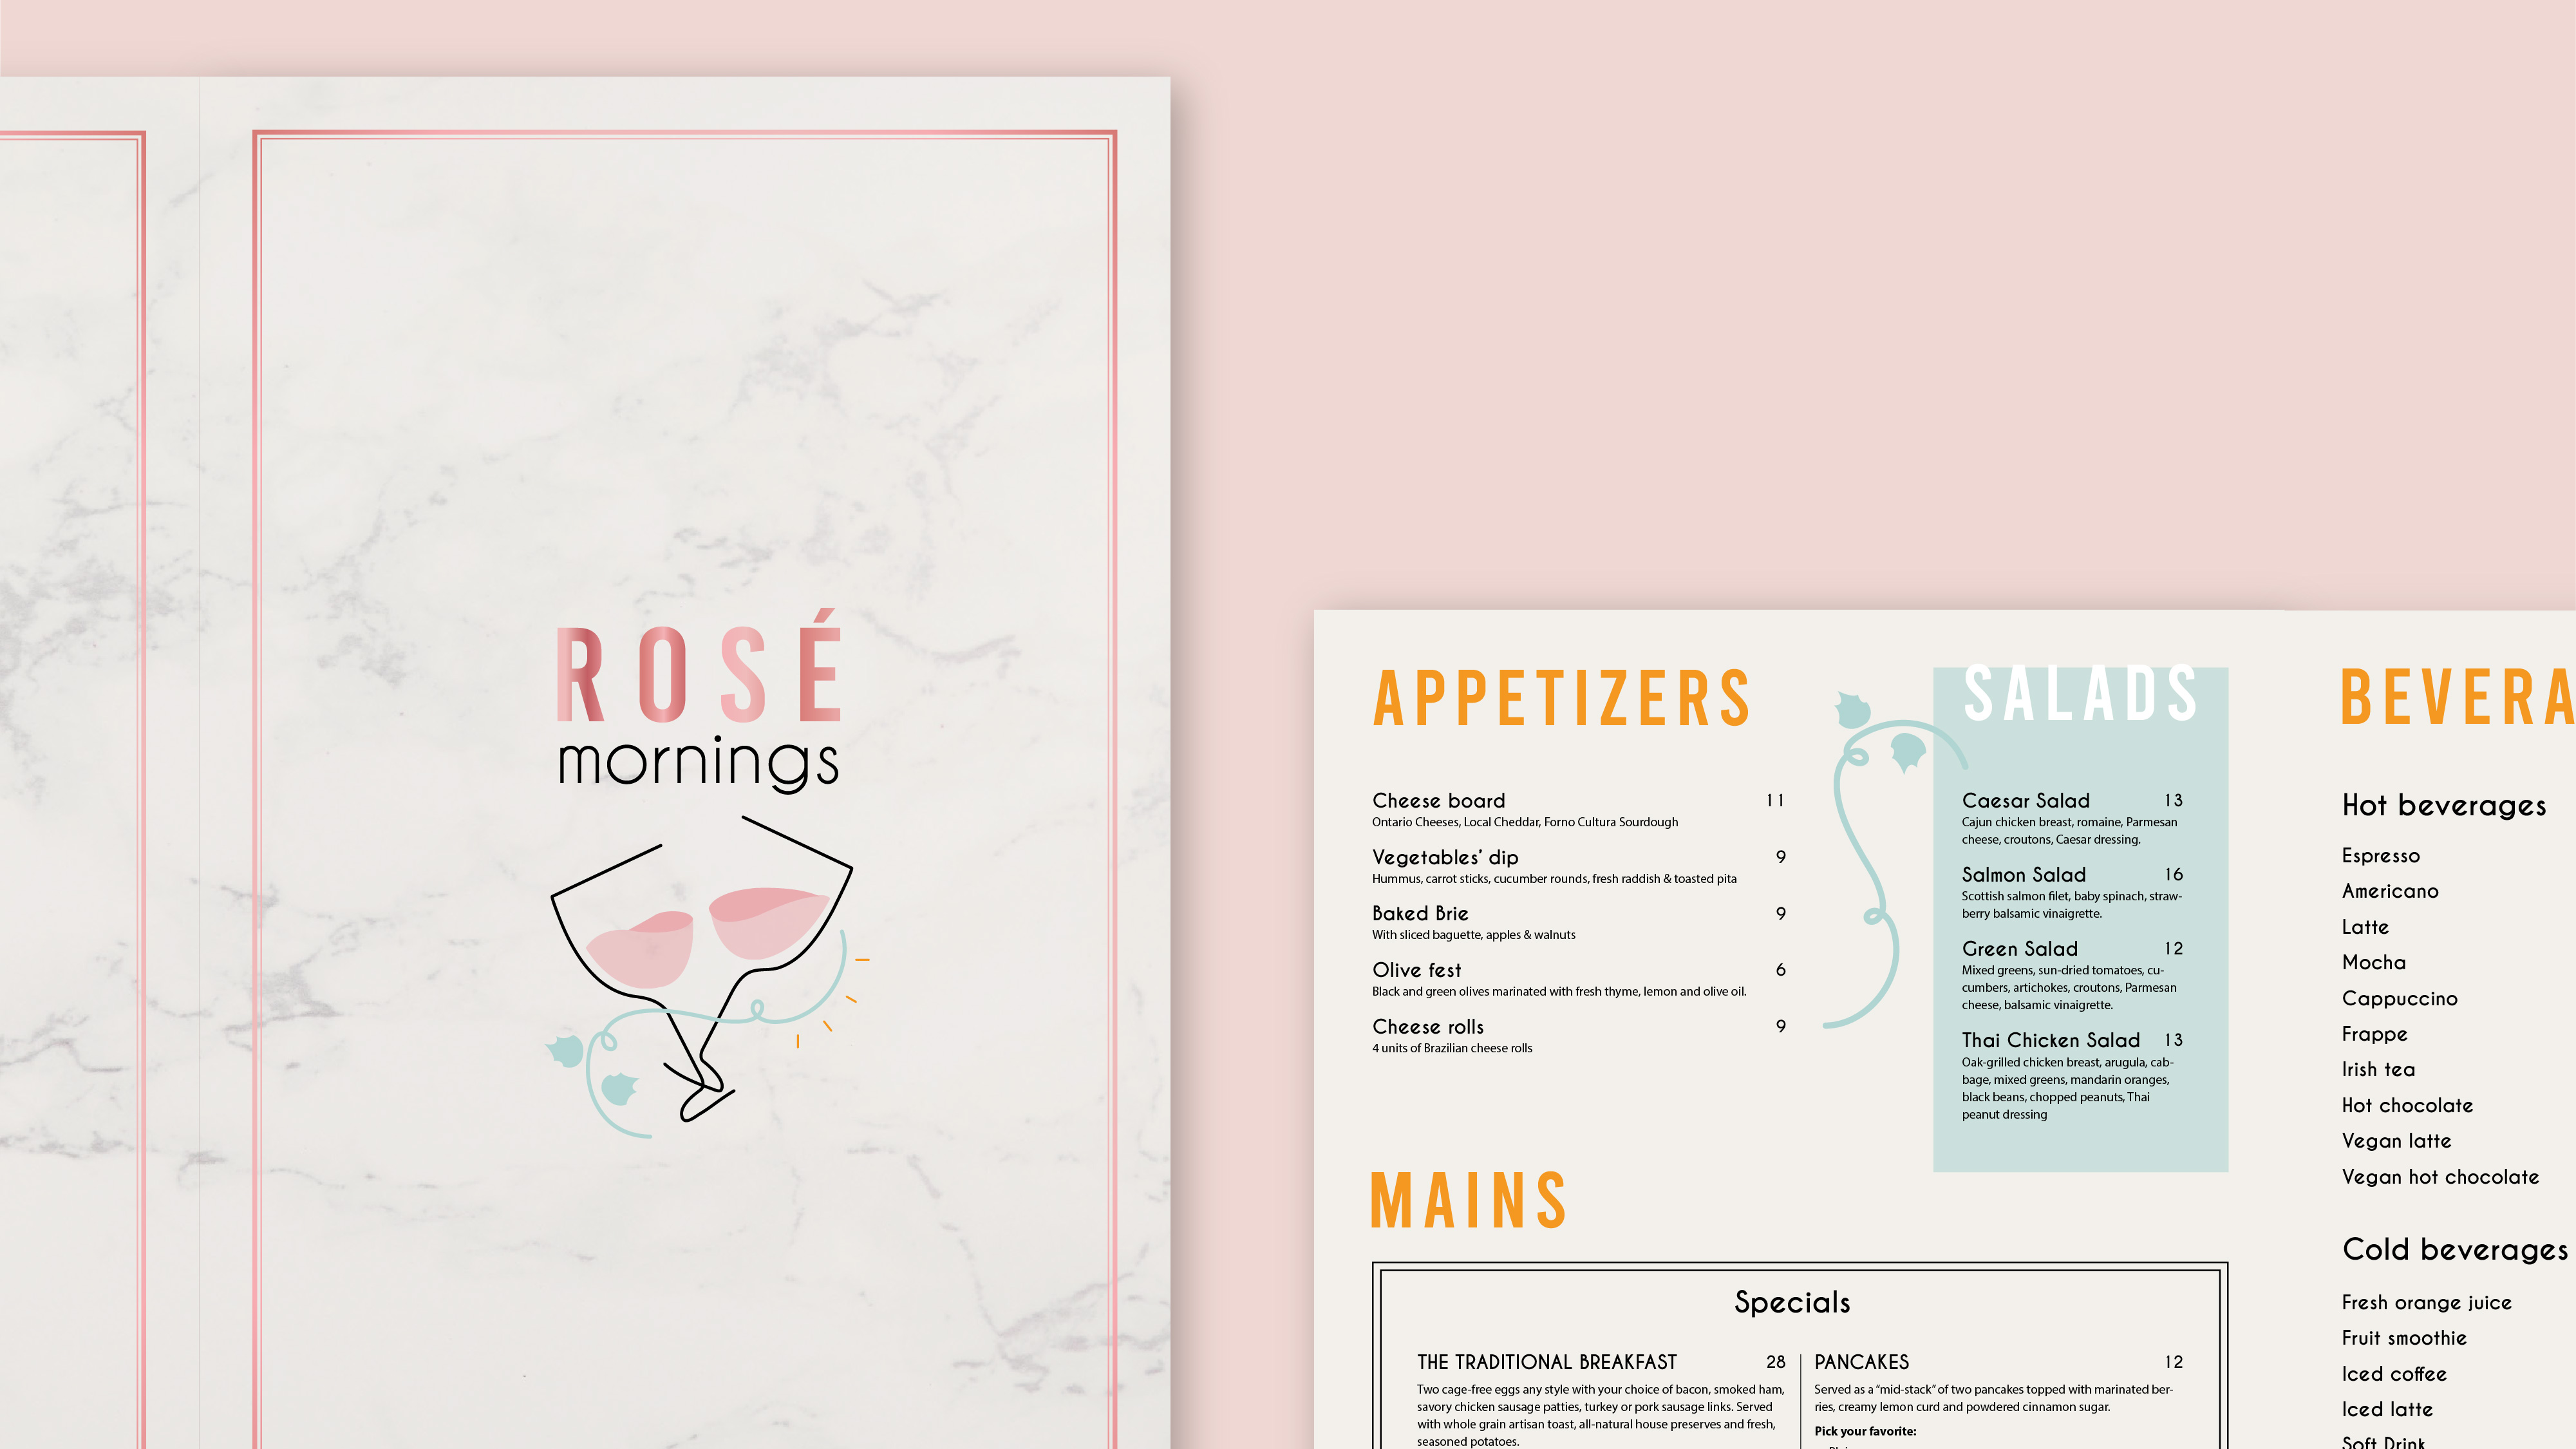 ROSÉ
mornings
APPETIZERS
Cheese board 11
Ontario Cheeses, Local Cheddar, Forno Cultura Sourdough
Vegetables' dip 9
Hummus, carrot sticks, cucumber rounds, fresh raddish & toasted pita
Baked Brie 9
With sliced baguette, apples & walnuts
Olive fest 6
Black and green olives marinated with fresh thyme, lemon and olive oil.
Cheese rolls 9
4 units of Brazilian cheese rolls
SALADS
Caesar Salad 13
Cajun chicken breast, romaine, Parmesan
cheese, croutons, Caesar dressing.
Salmon Salad 16
Scottish salmon filet, baby spinach, straw-
berry balsamic vinaigrette.
Green Salad 12
Mixed greens, sun-dried tomatoes, cu-
cumbers, artichokes, croutons, Parmesan
cheese, balsamic vinaigrette.
Thai Chicken Salad 13
Oak-grilled chicken breast, arugula, cab-
bage, mixed greens, mandarin oranges,
black beans, chopped peanuts, Thai
peanut dressing
MAINS
Specials
THE TRADITIONAL BREAKFAST 28
Two cage-free eggs any style with your choice of bacon, smoked ham,
savory chicken sausage patties, turkey or pork sausage links. Served
with whole grain artisan toast, all-natural house preserves and fresh,
seasoned potatoes.
PANCAKES 12
Served as a "mid-stack" of two pancakes topped with marinated ber-
ries, creamy lemon curd and powdered cinnamon sugar.
Pick your favorite:
BEVERA
Hot beverages
Espresso
Americano
Latte
Mocha
Cappuccino
Frappe
Irish tea
Hot chocolate
Vegan latte
Vegan hot chocolate
Cold beverages
Fresh orange juice
Fruit smoothie
Iced coffee
Iced latte
Soft Drink